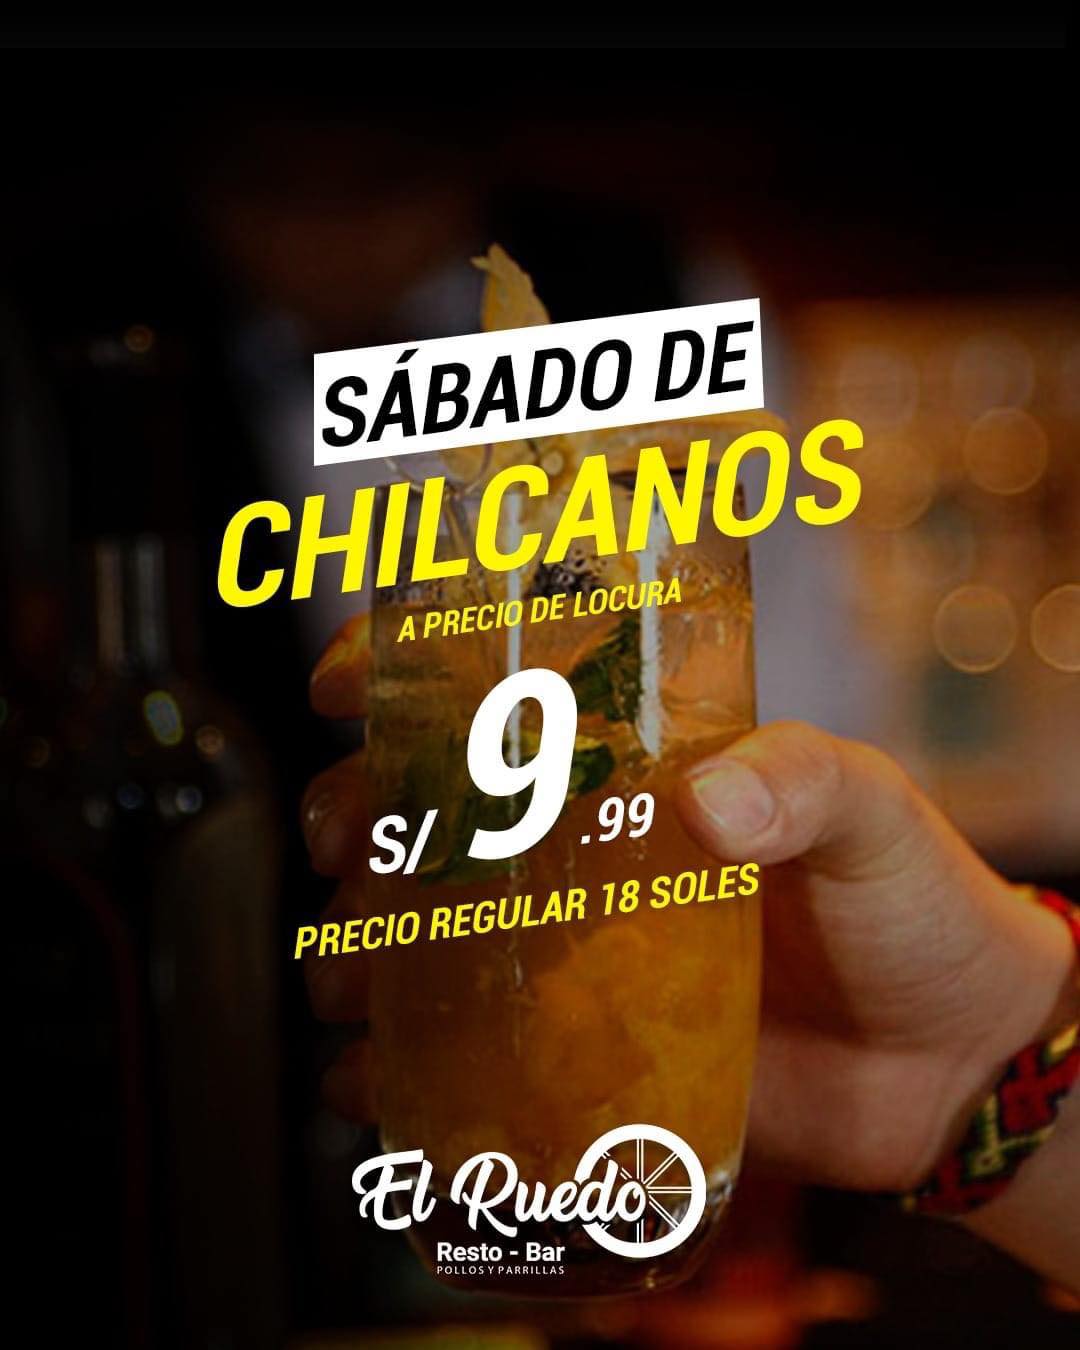 SÁBADO DE
CHILCANOS
A PRECIO DE LOCURA
S/ 9.99
PRECIO REGULAR 18 SOLES
El Ruedo
Resto - Bar
POLLOS Y PARRILLAS